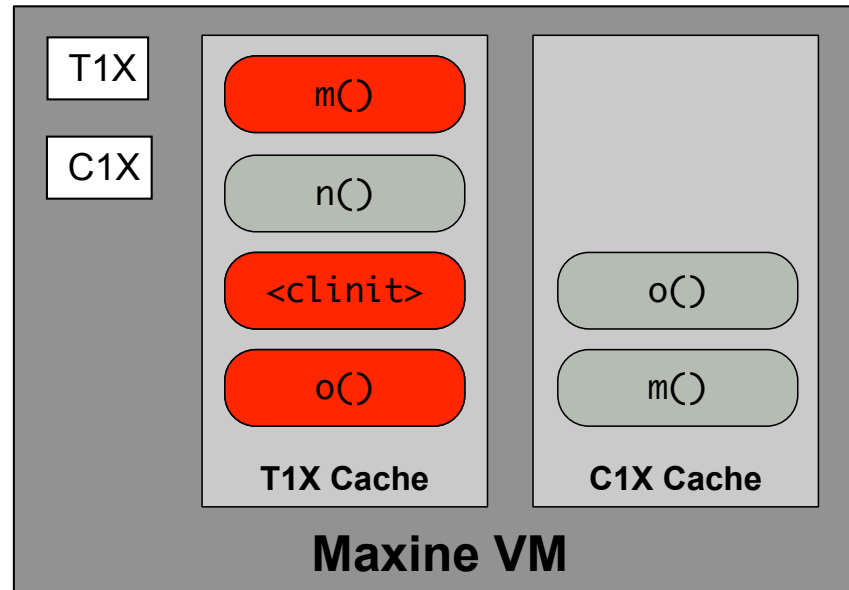 T1X
C1X
m()
n()
<clinit>
o()
T1X Cache
o()
m()
C1X Cache
Maxine VM